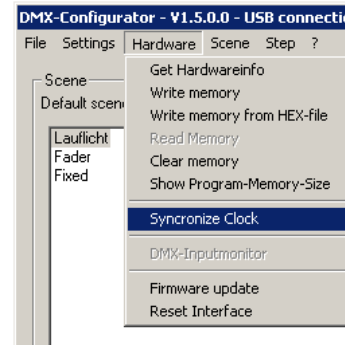 DMX-Configurator - V1.5.0.0 - USB connecti
File Settings Hardware Scene Step ?
Get Hardwareinfo
Scene
Write memory
Default scen
Write memory from HEX-file
Lauflicht
Read Memory
Fader
Clear memory
Fixed
Show Program-Memory-Size
Syncronize Clock
DMX-Inputmonitor
Firmware update
Reset Interface